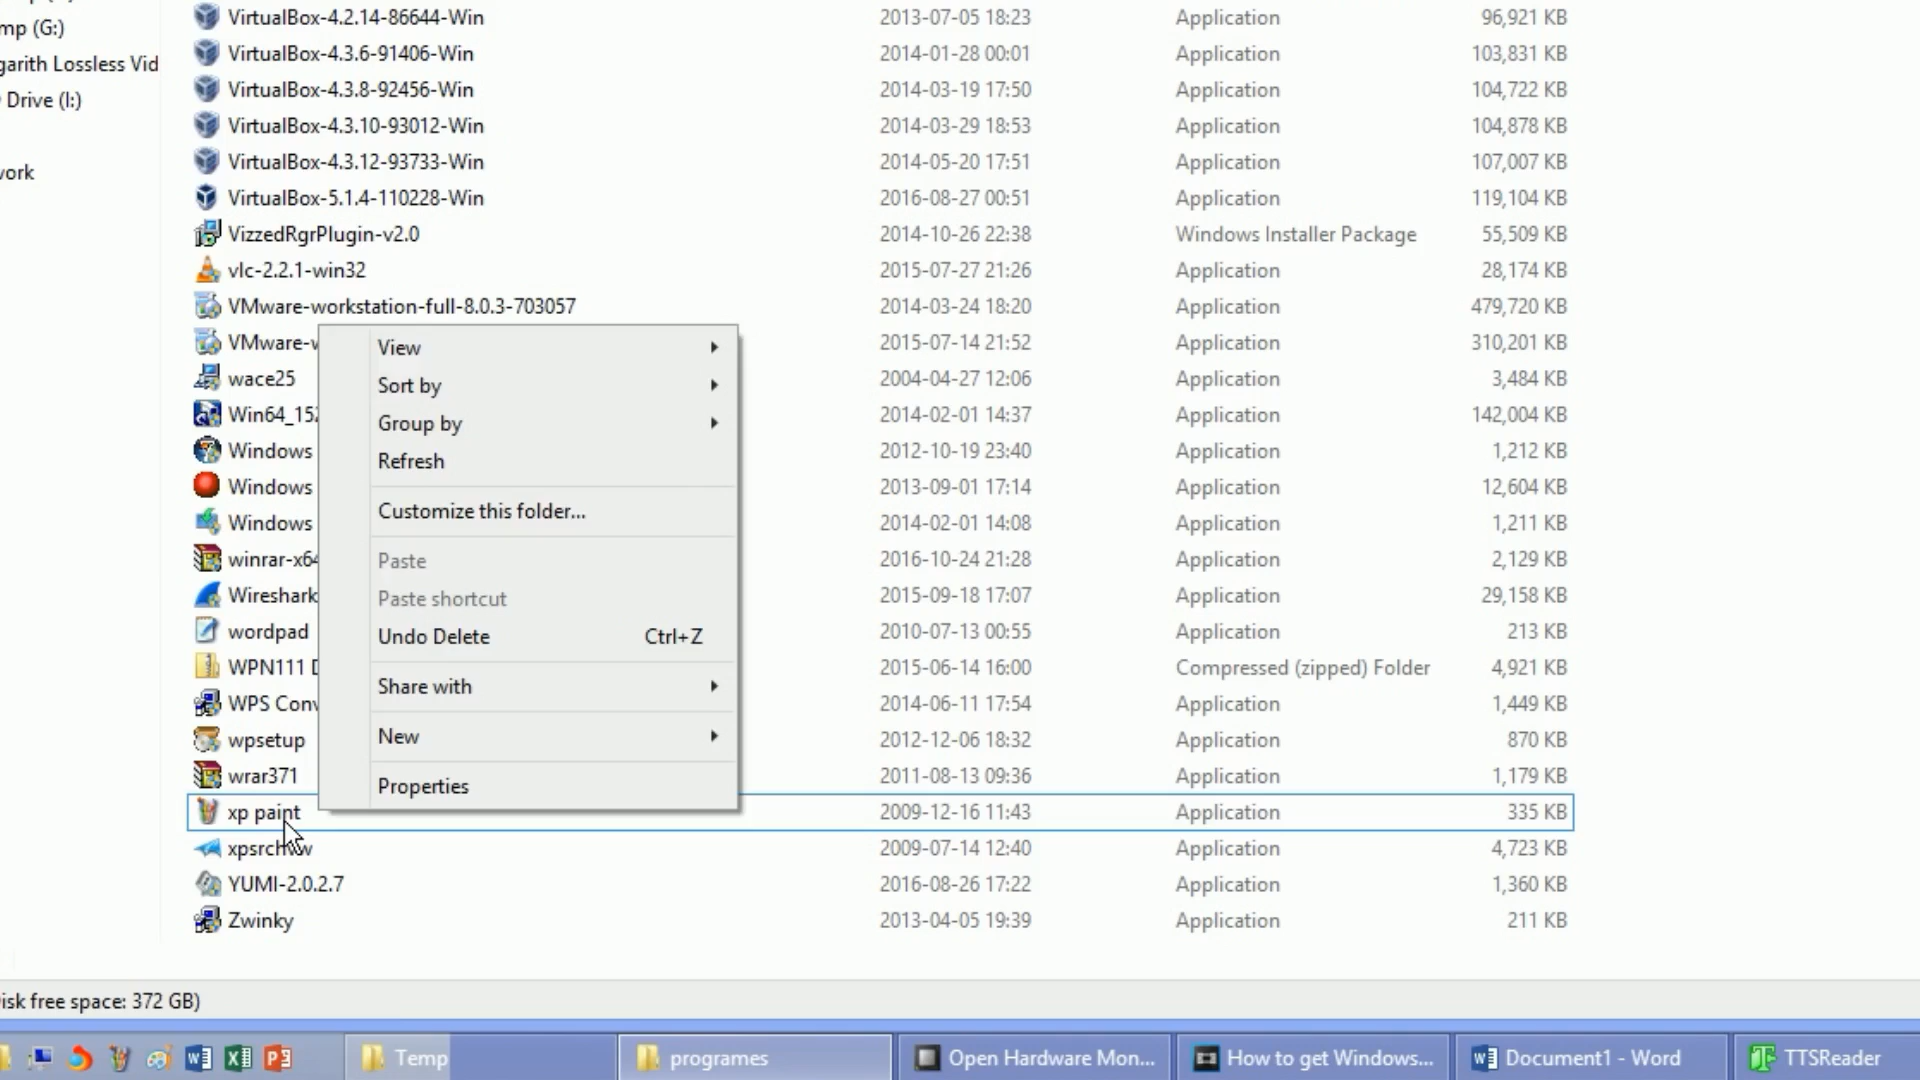 mp (G:)
garith Lossless Vid
Drive (I:)
vork
VirtualBox-4.2.14-86644-Win 2013-07-05 18:23 Application 96,921 KB
VirtualBox-4.3.6-91406-Win 2014-01-28 00:01 Application 103,831 KB
VirtualBox-4.3.8-92456-Win 2014-03-19 17:50 Application 104,722 KB
VirtualBox-4.3.10-93012-Win 2014-03-29 18:53 Application 104,878 KB
VirtualBox-4.3.12-93733-Win 2014-05-20 17:51 Application 107,007 KB
VirtualBox-5.1.4-110228-Win 2016-08-27 00:51 Application 119,104 KB
VizzedRgrPlugin-v2.0 2014-10-26 22:38 Windows Installer Package 55,509 KB
vlc-2.2.1-win32 2015-07-27 21:26 Application 28,174 KB
VMware-workstation-full-8.0.3-703057 2014-03-24 18:20 Application 479,720 KB
VMware-v 2015-07-14 21:52 Application 310,201 KB
wace25 2004-04-27 12:06 Application 3,484 KB
Win64_152 2014-02-01 14:37 Application 142,004 KB
Windows 2012-10-19 23:40 Application 1,212 KB
Windows 2013-09-01 17:14 Application 12,604 KB
Windows 2014-02-01 14:08 Application 1,211 KB
winrar-x64 2016-10-24 21:28 Application 2,129 KB
Wireshark 2015-09-18 17:07 Application 29,158 KB
wordpad 2010-07-13 00:55 Application 213 KB
WPN111 D 2015-06-14 16:00 Compressed (zipped) Folder 4,921 KB
WPS Conv 2014-06-11 17:54 Application 1,449 KB
wpsetup 2012-12-06 18:32 Application 870 KB
wrar371 2011-08-13 09:36 Application 1,179 KB
xp paint 2009-12-16 11:43 Application 335 KB
xpsrchvw 2009-07-14 12:40 Application 4,723 KB
YUMI-2.0.2.7 2016-08-26 17:22 Application 1,360 KB
Zwinky 2013-04-05 19:39 Application 211 KB
View
Sort by
Group by
Refresh
Customize this folder...
Paste
Paste shortcut
Undo Delete Ctrl+Z
Share with
New
Properties
isk free space: 372 GB)
Temp programes Open Hardware Mon... How to get Windows... Document1 - Word TTSReader